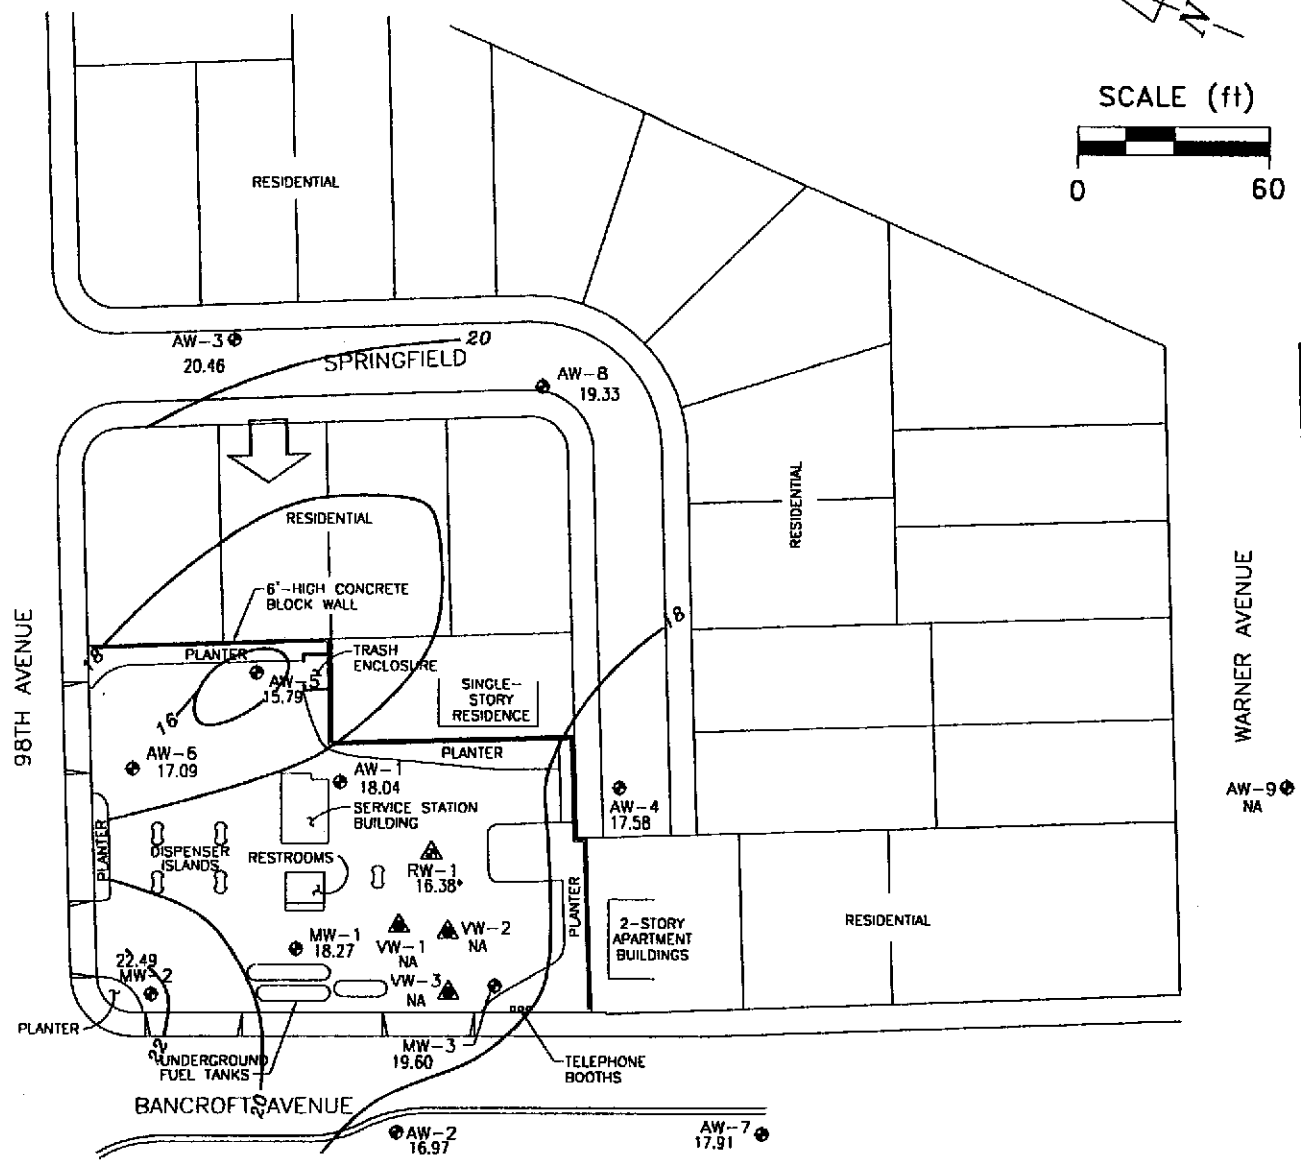 N
SCALE (ft)
0 60
RESIDENTIAL
AW-3
20.46
20
SPRINGFIELD
AW-8
19.33
RESIDENTIAL
RESIDENTIAL
6'-HIGH CONCRETE
BLOCK WALL
98TH AVENUE
WARNER AVENUE
18
18
PLANTER
TRASH
ENCLOSURE
AW-5
15.79
16
SINGLE-
STORY
RESIDENCE
PLANTER
AW-6
17.09
AW-1
18.04
SERVICE STATION
BUILDING
AW-4
17.58
AW-9
NA
PLANTER
DISPENSER
ISLANDS
RESTROOMS
RW-1
16.38*
PLANTER
2-STORY
APARTMENT
BUILDINGS
RESIDENTIAL
MW-1
18.27
VW-1
NA
VW-2
NA
VW-3
NA
22.49
MW-2
PLANTER
22
UNDERGROUND
FUEL TANKS
MW-3
19.60
TELEPHONE
BOOTHS
20
BANCROFT AVENUE
AW-2
16.97
AW-7
17.91